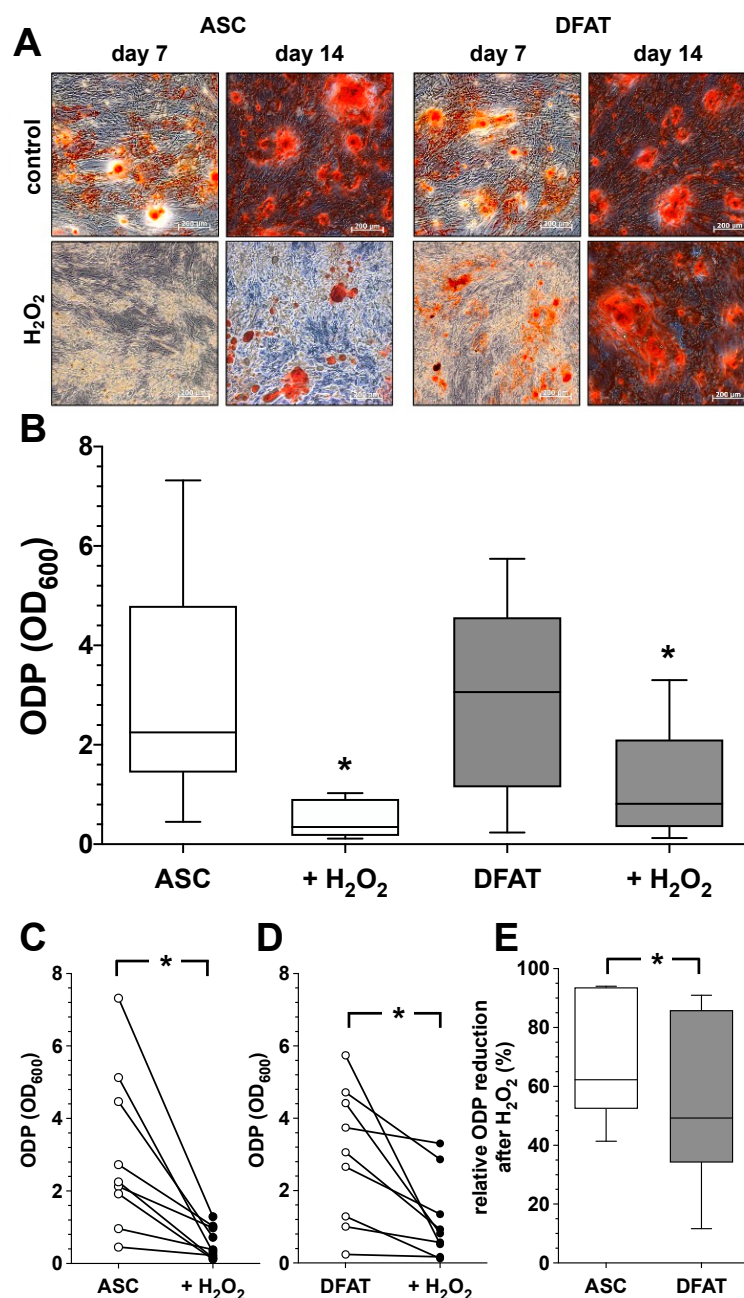 A
ASC
DFAT
day 7
day 14
day 7
day 14
control
200 µm
200 µm
200 µm
200 µm
H₂O₂
200 µm
200 µm
200 µm
200 µm
B
ODP (OD₆₀₀)
8
6
4
2
0
*
*
ASC
+ H₂O₂
DFAT
+ H₂O₂
C
*
ODP (OD₆₀₀)
8
6
4
2
0
ASC
+ H₂O₂
D
*
ODP (OD₆₀₀)
8
6
4
2
0
DFAT
+ H₂O₂
E
*
relative ODP reduction
after H₂O₂ (%)
100
80
60
40
20
0
ASC
DFAT